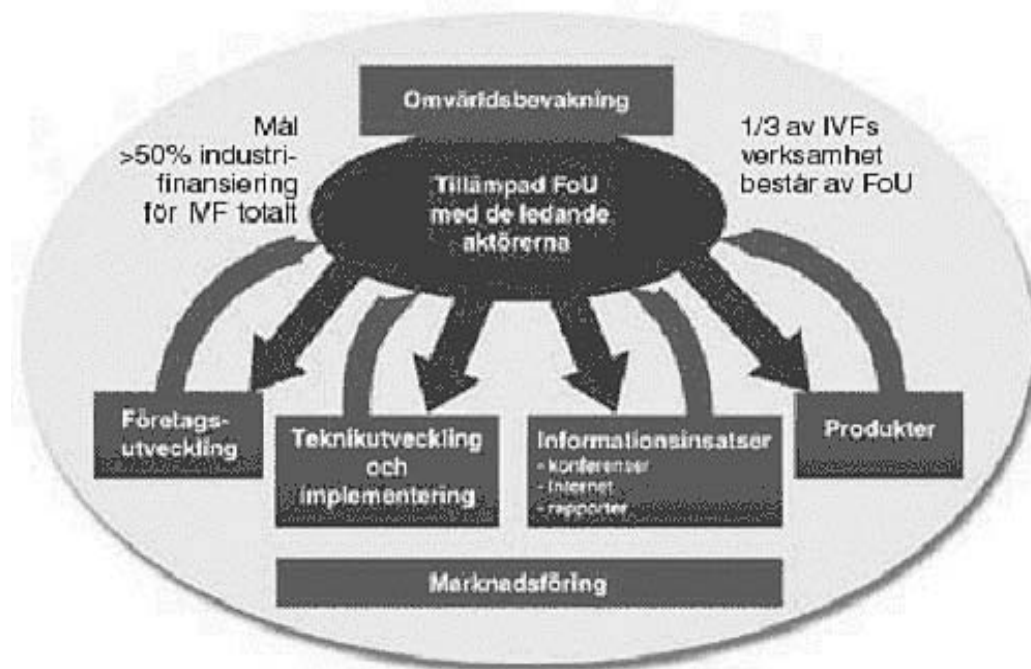 Omvärldsbevakning
Mål
>50% industri-
finansiering
för IVF totalt
1/3 av IVFs
verksamhet
består av FoU
Tillämpad FoU
med de ledande
aktörerna
Företags-
utveckling
Teknikutveckling
och
implementering
Informationsinsatser
- konferenser
- Internet
- rapporter
Produkter
Marknadsföring